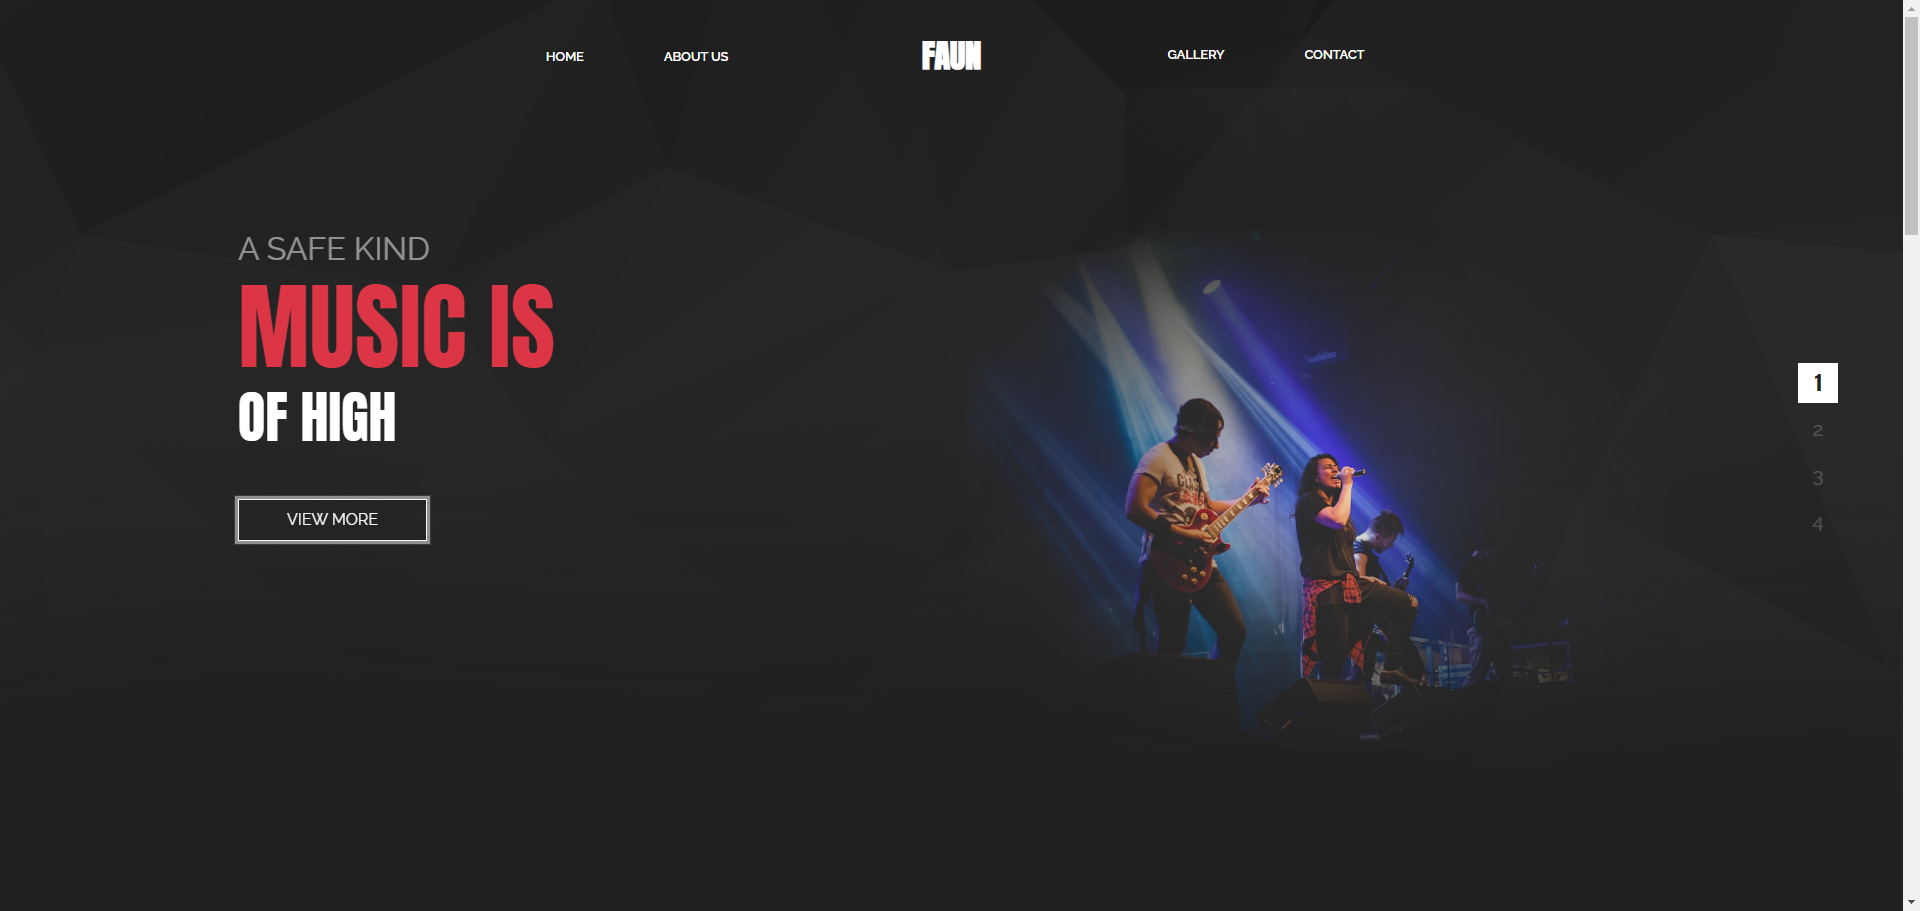 HOME ABOUT US FAUN GALLERY CONTACT
A SAFE KIND
MUSIC IS
OF HIGH
VIEW MORE
1
2
3
4